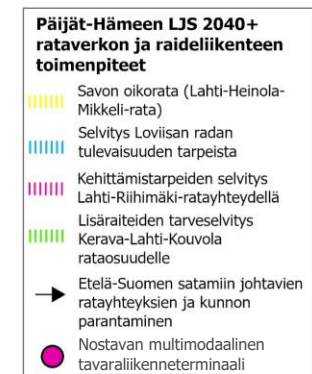 Päijät-Hämeen LJS 2040+
rataverkon ja raideliikenteen
toimenpiteet
Savon oikorata (Lahti-Heinola-
Mikkeli-rata)
Selvitys Loviisan radan
tulevaisuuden tarpeista
Kehittämistarpeiden selvitys
Lahti-Riihimäki-ratayhteydellä
Lisäraiteiden tarveselvitys
Kerava-Lahti-Kouvola
rataosuudelle
Etelä-Suomen satamiin johtavien
ratayhteyksien ja kunnon
parantaminen
Nostavan multimodaalinen
tavaraliikenneterminaali